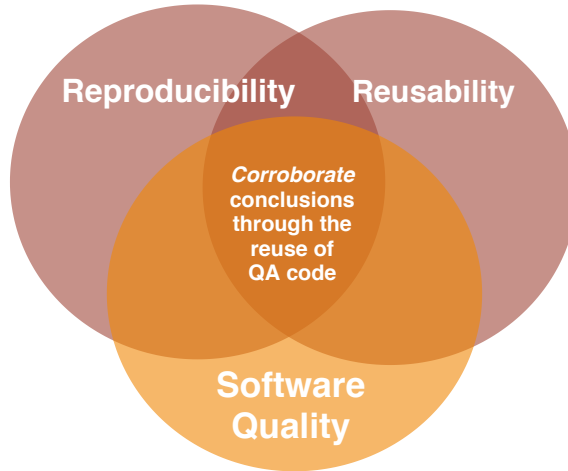 Reproducibility
Reusability
Corroborate
conclusions
through the
reuse of
QA code
Software
Quality